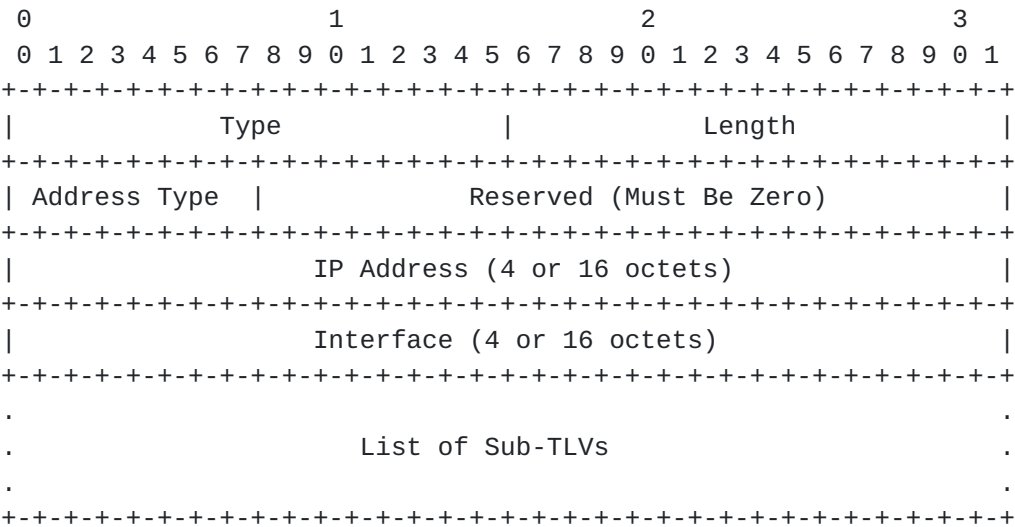 0                   1                   2                   3
 0 1 2 3 4 5 6 7 8 9 0 1 2 3 4 5 6 7 8 9 0 1 2 3 4 5 6 7 8 9 0 1
+-+-+-+-+-+-+-+-+-+-+-+-+-+-+-+-+-+-+-+-+-+-+-+-+-+-+-+-+-+-+-+-+
|             Type              |            Length             |
+-+-+-+-+-+-+-+-+-+-+-+-+-+-+-+-+-+-+-+-+-+-+-+-+-+-+-+-+-+-+-+-+
| Address Type  |             Reserved (Must Be Zero)           |
+-+-+-+-+-+-+-+-+-+-+-+-+-+-+-+-+-+-+-+-+-+-+-+-+-+-+-+-+-+-+-+-+
|                   IP Address (4 or 16 octets)                 |
+-+-+-+-+-+-+-+-+-+-+-+-+-+-+-+-+-+-+-+-+-+-+-+-+-+-+-+-+-+-+-+-+
|                   Interface (4 or 16 octets)                  |
+-+-+-+-+-+-+-+-+-+-+-+-+-+-+-+-+-+-+-+-+-+-+-+-+-+-+-+-+-+-+-+-+
.                                                               .
.                      List of Sub-TLVs                         .
.                                                               .
+-+-+-+-+-+-+-+-+-+-+-+-+-+-+-+-+-+-+-+-+-+-+-+-+-+-+-+-+-+-+-+-+